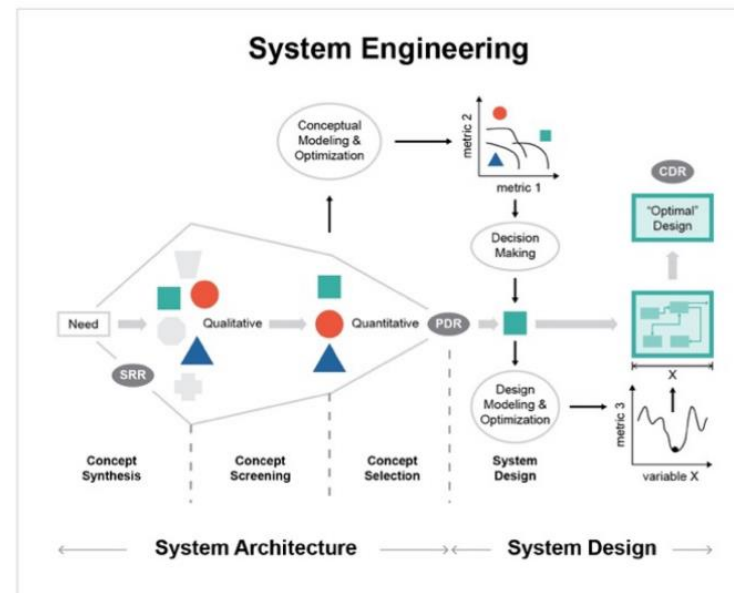 System Engineering
Conceptual
Modeling &
Optimization
metric 2
metric 1
CDR
"Optimal"
Design
Decision
Making
Need
Qualitative
Quantitative
PDR
SRR
X
Design
Modeling &
Optimization
metric 3
variable X
Concept
Synthesis
Concept
Screening
Concept
Selection
System
Design
System Architecture
System Design